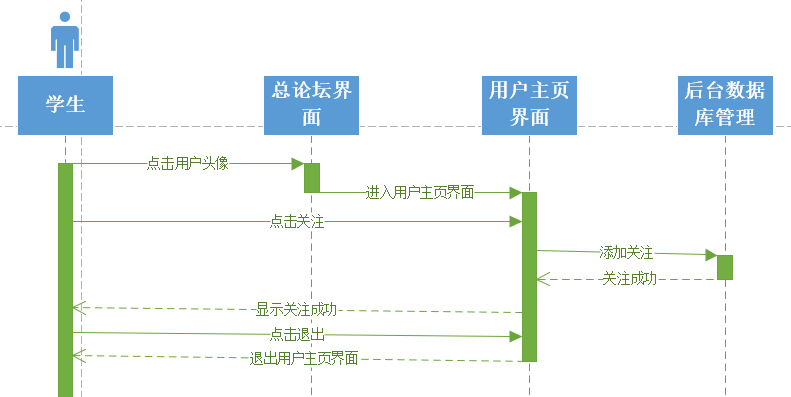 学生
总论坛界
面
用户主页
界面
后台数据
库管理
点击用户头像
进入用户主页界面
点击关注
添加关注
关注成功
显示关注成功
点击退出
退出用户主页界面